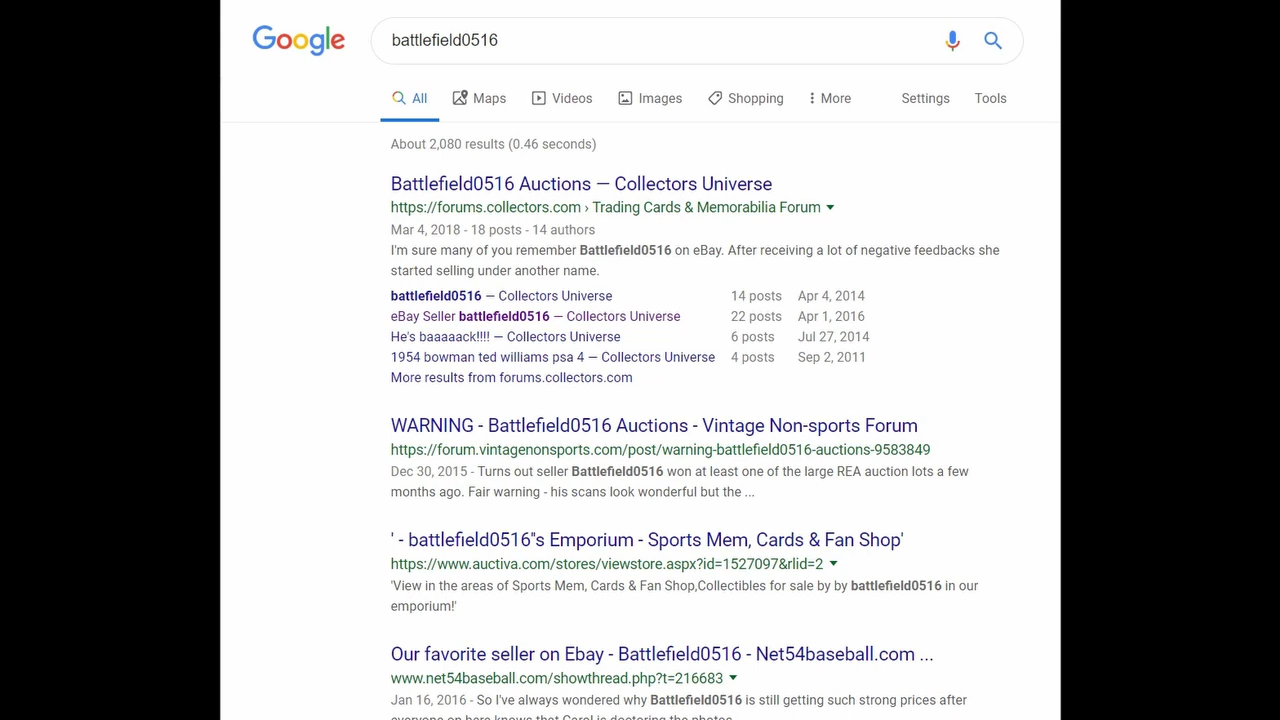 Google battlefield0516
All Maps Videos Images Shopping More Settings Tools
About 2,080 results (0.46 seconds)
Battlefield0516 Auctions — Collectors Universe
https://forums.collectors.com › Trading Cards & Memorabilia Forum
Mar 4, 2018 - 18 posts - 14 authors
I'm sure many of you remember Battlefield0516 on eBay. After receiving a lot of negative feedbacks she
started selling under another name.
battlefield0516 — Collectors Universe 14 posts Apr 4, 2014
eBay Seller battlefield0516 — Collectors Universe 22 posts Apr 1, 2016
He's baaaaack!!!! — Collectors Universe 6 posts Jul 27, 2014
1954 bowman ted williams psa 4 — Collectors Universe 4 posts Sep 2, 2011
More results from forums.collectors.com
WARNING - Battlefield0516 Auctions - Vintage Non-sports Forum
https://forum.vintagenonsports.com/post/warning-battlefield0516-auctions-9583849
Dec 30, 2015 - Turns out seller Battlefield0516 won at least one of the large REA auction lots a few
months ago. Fair warning - his scans look wonderful but the ...
' - battlefield0516''s Emporium - Sports Mem, Cards & Fan Shop'
https://www.auctiva.com/stores/viewstore.aspx?id=1527097&rlid=2
'View in the areas of Sports Mem, Cards & Fan Shop,Collectibles for sale by by battlefield0516 in our
emporium!'
Our favorite seller on Ebay - Battlefield0516 - Net54baseball.com ...
www.net54baseball.com/showthread.php?t=216683
Jan 16, 2016 - So I've always wondered why Battlefield0516 is still getting such strong prices after
everyone on here knows that Carol is doctoring the photos.